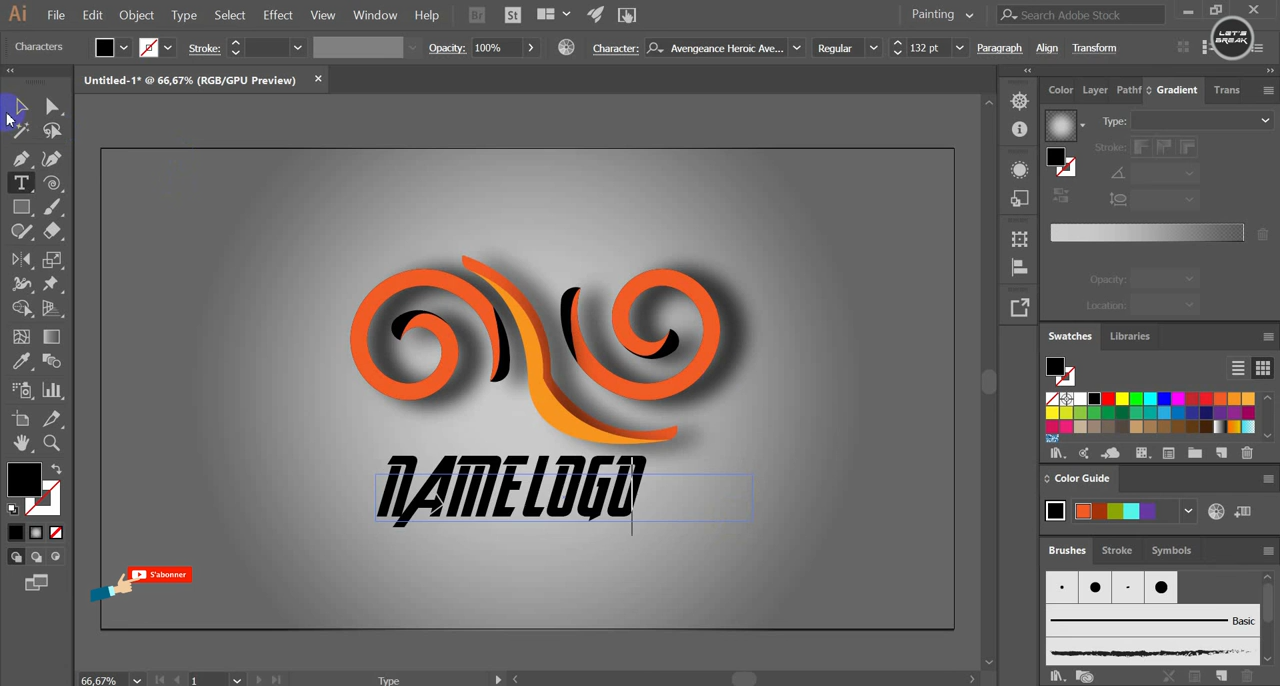 Ai File Edit Object Type Select Effect View Window Help Br St Painting Search Adobe Stock
LET'S BREAK
Characters Stroke: Opacity: 100% Character: Avengeance Heroic Ave... Regular 132 pt Paragraph Align Transform
Untitled-1* @ 66,67% (RGB/GPU Preview)
Color Layer Pathf Gradient Trans
Type:
Stroke:
Opacity:
Location:
Swatches Libraries
NAMELOGO
Color Guide
Brushes Stroke Symbols
S'abonner
Basic
66,67% 1 Type